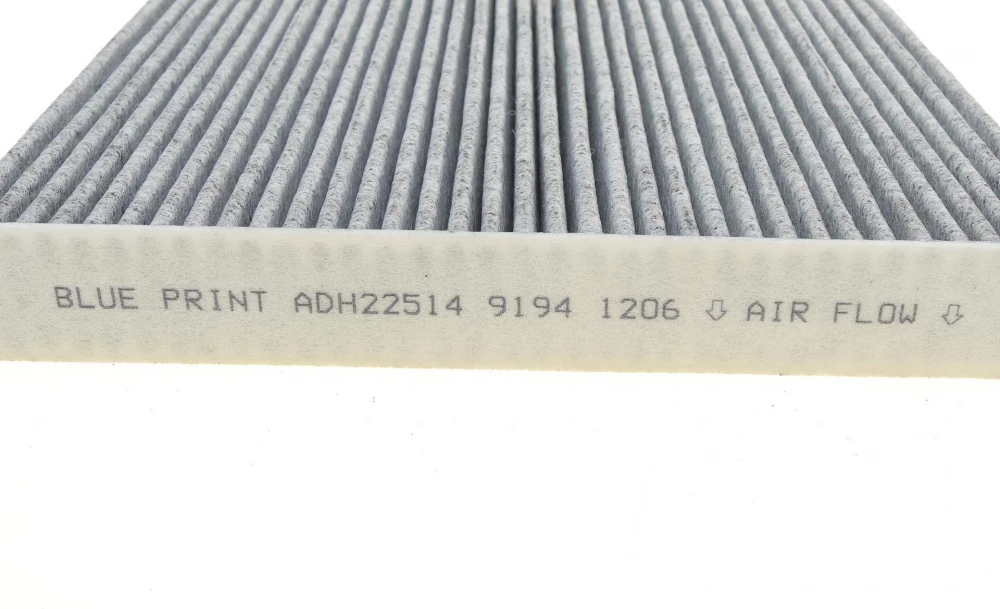 BLUE PRINT ADH22514 9194 1206 ⇩ AIR FLOW ⇩